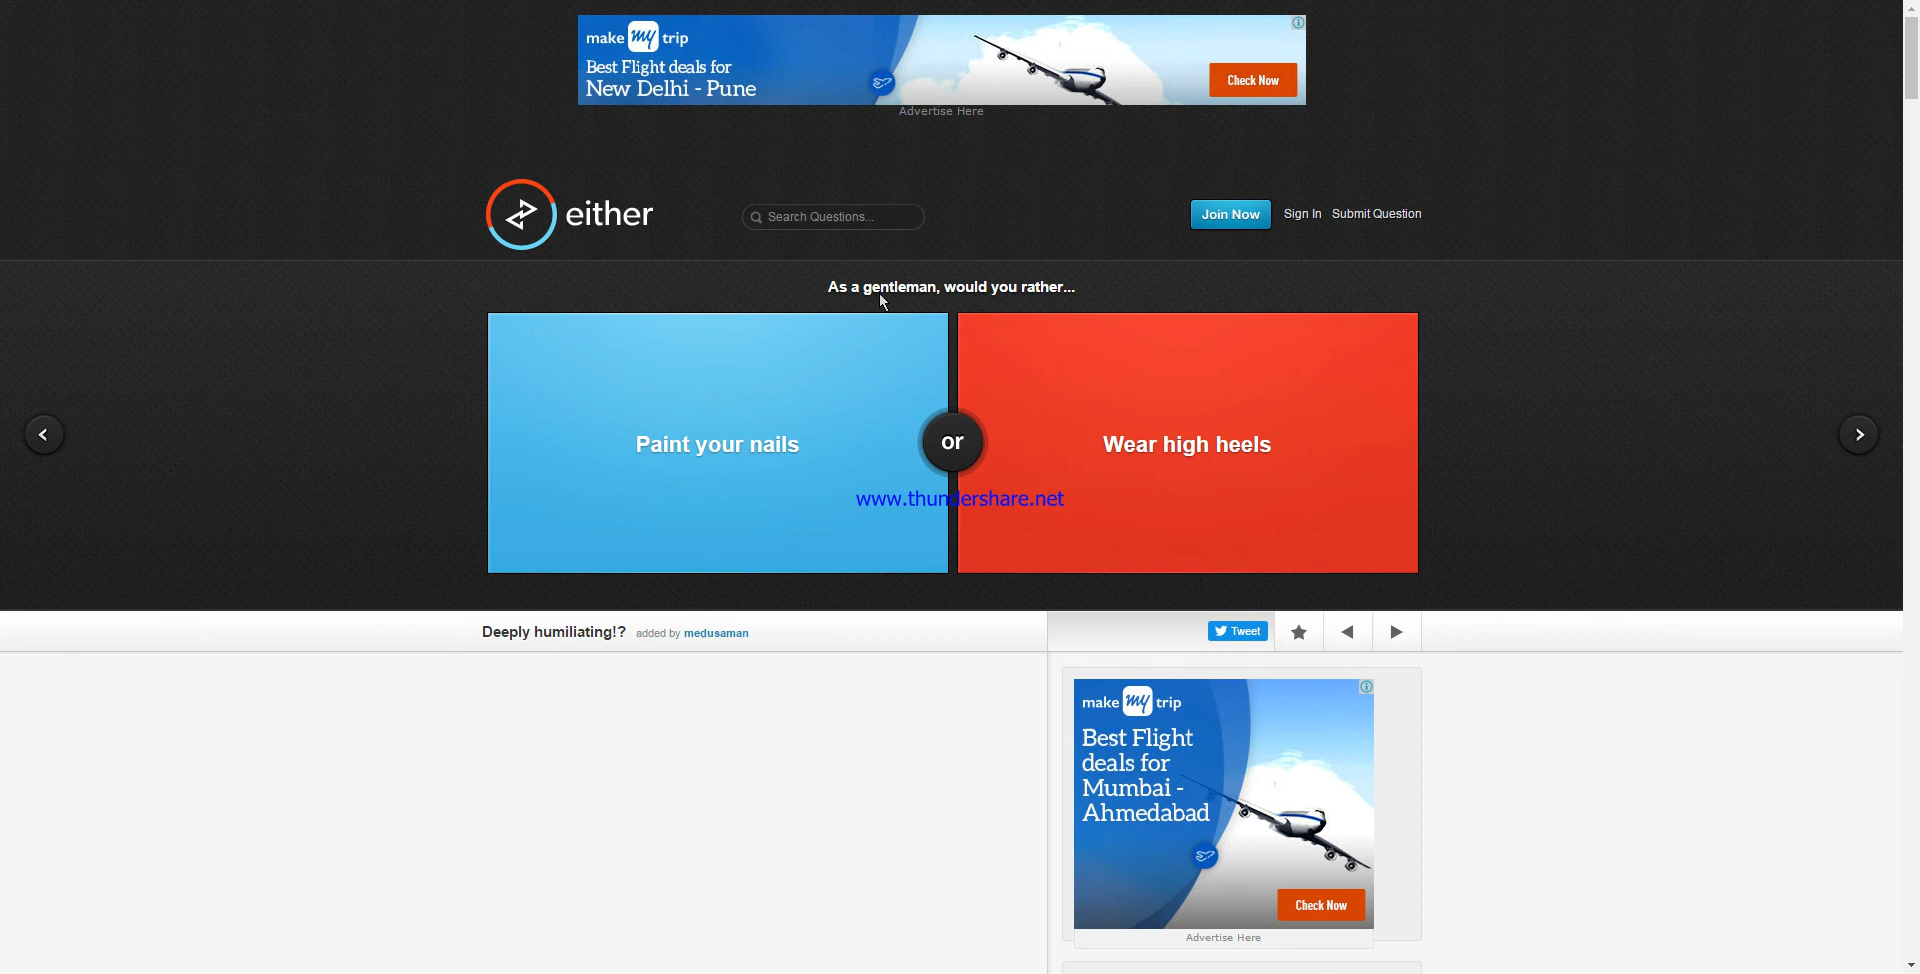 make my trip
Best Flight deals for
New Delhi - Pune
Check Now
Advertise Here
either
Search Questions...
Join Now
Sign In
Submit Question
As a gentleman, would you rather...
Paint your nails
or
Wear high heels
www.thundershare.net
Deeply humiliating!? added by medusaman
Tweet
make my trip
Best Flight
deals for
Mumbai -
Ahmedabad
Check Now
Advertise Here